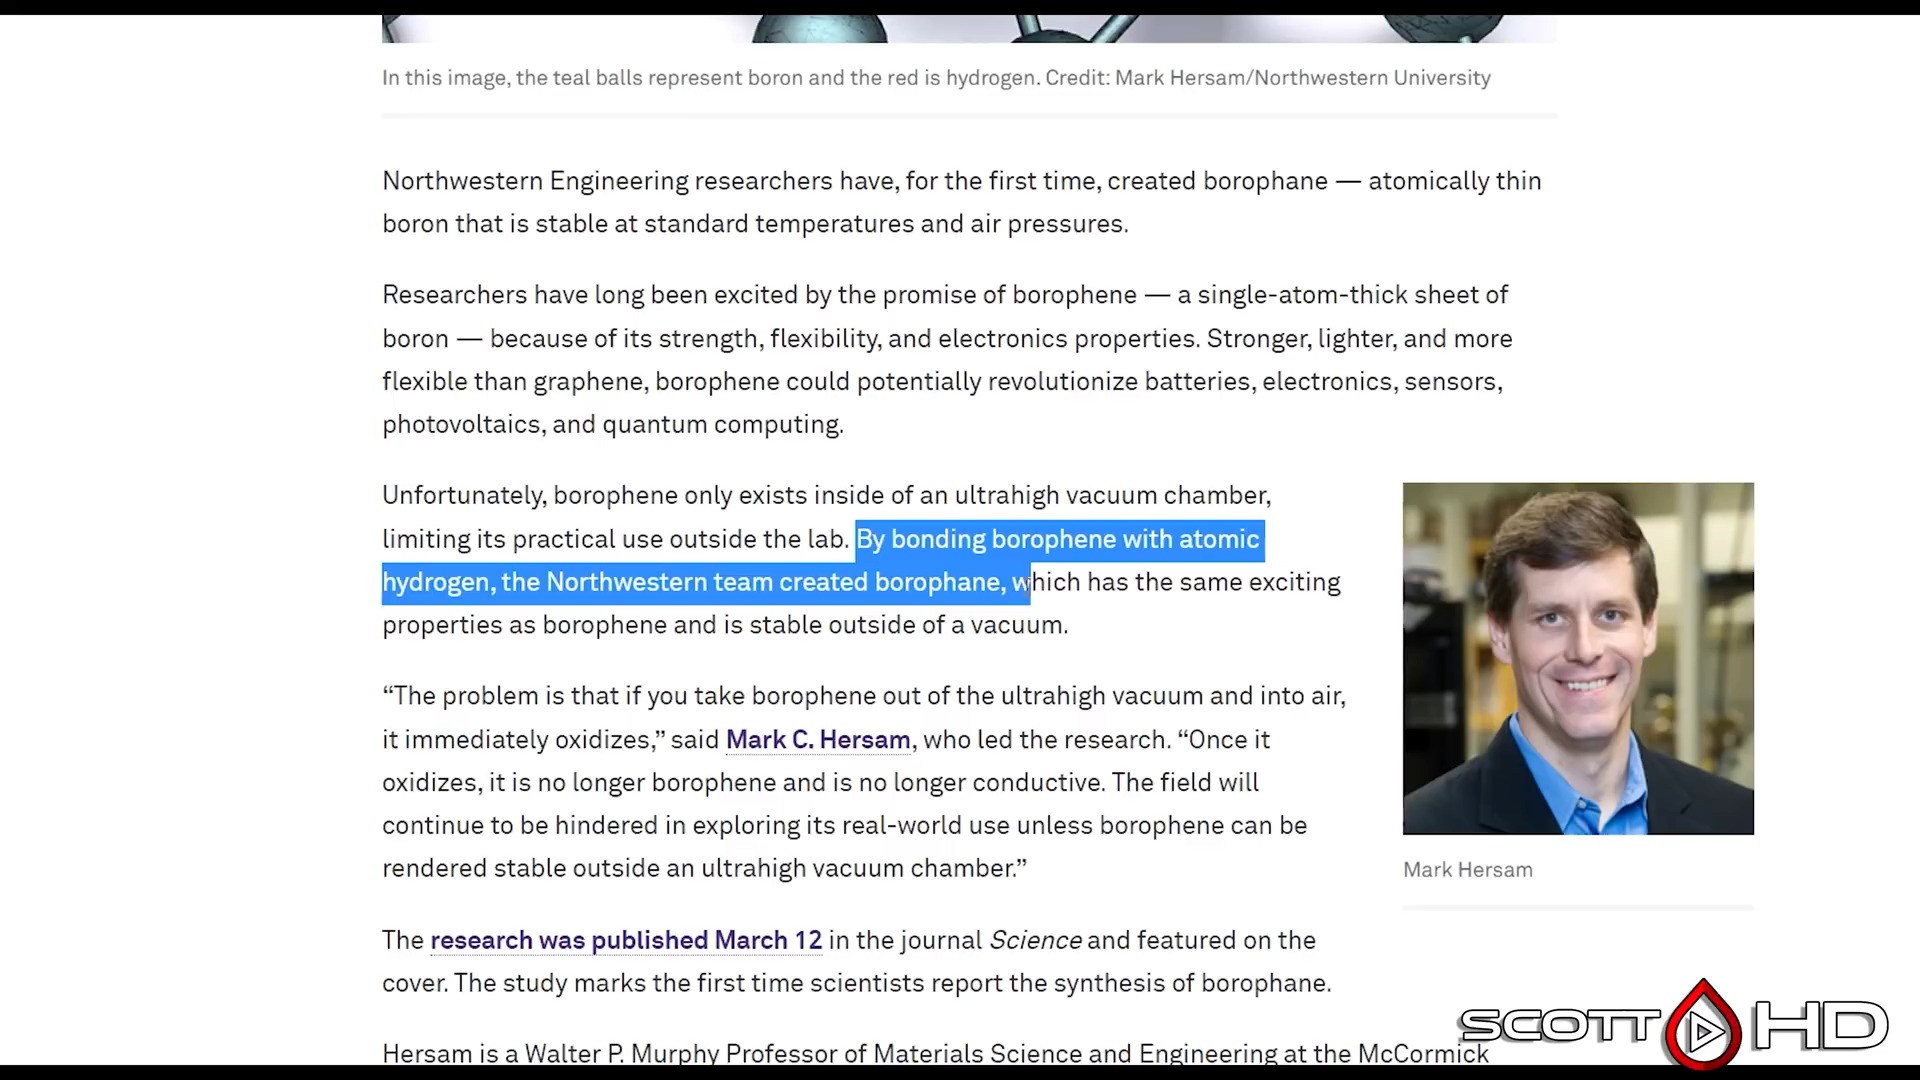 In this image, the teal balls represent boron and the red is hydrogen. Credit: Mark Hersam/Northwestern University
Northwestern Engineering researchers have, for the first time, created borophane — atomically thin
boron that is stable at standard temperatures and air pressures.
Researchers have long been excited by the promise of borophene — a single-atom-thick sheet of
boron — because of its strength, flexibility, and electronics properties. Stronger, lighter, and more
flexible than graphene, borophene could potentially revolutionize batteries, electronics, sensors,
photovoltaics, and quantum computing.
Unfortunately, borophene only exists inside of an ultrahigh vacuum chamber,
limiting its practical use outside the lab. By bonding borophene with atomic
hydrogen, the Northwestern team created borophane, which has the same exciting
properties as borophene and is stable outside of a vacuum.
“The problem is that if you take borophene out of the ultrahigh vacuum and into air,
it immediately oxidizes,” said Mark C. Hersam, who led the research. “Once it
oxidizes, it is no longer borophene and is no longer conductive. The field will
continue to be hindered in exploring its real-world use unless borophene can be
rendered stable outside an ultrahigh vacuum chamber.”
Mark Hersam
The research was published March 12 in the journal Science and featured on the
cover. The study marks the first time scientists report the synthesis of borophane.
Hersam is a Walter P. Murphy Professor of Materials Science and Engineering at the McCormick
SCOTT HD